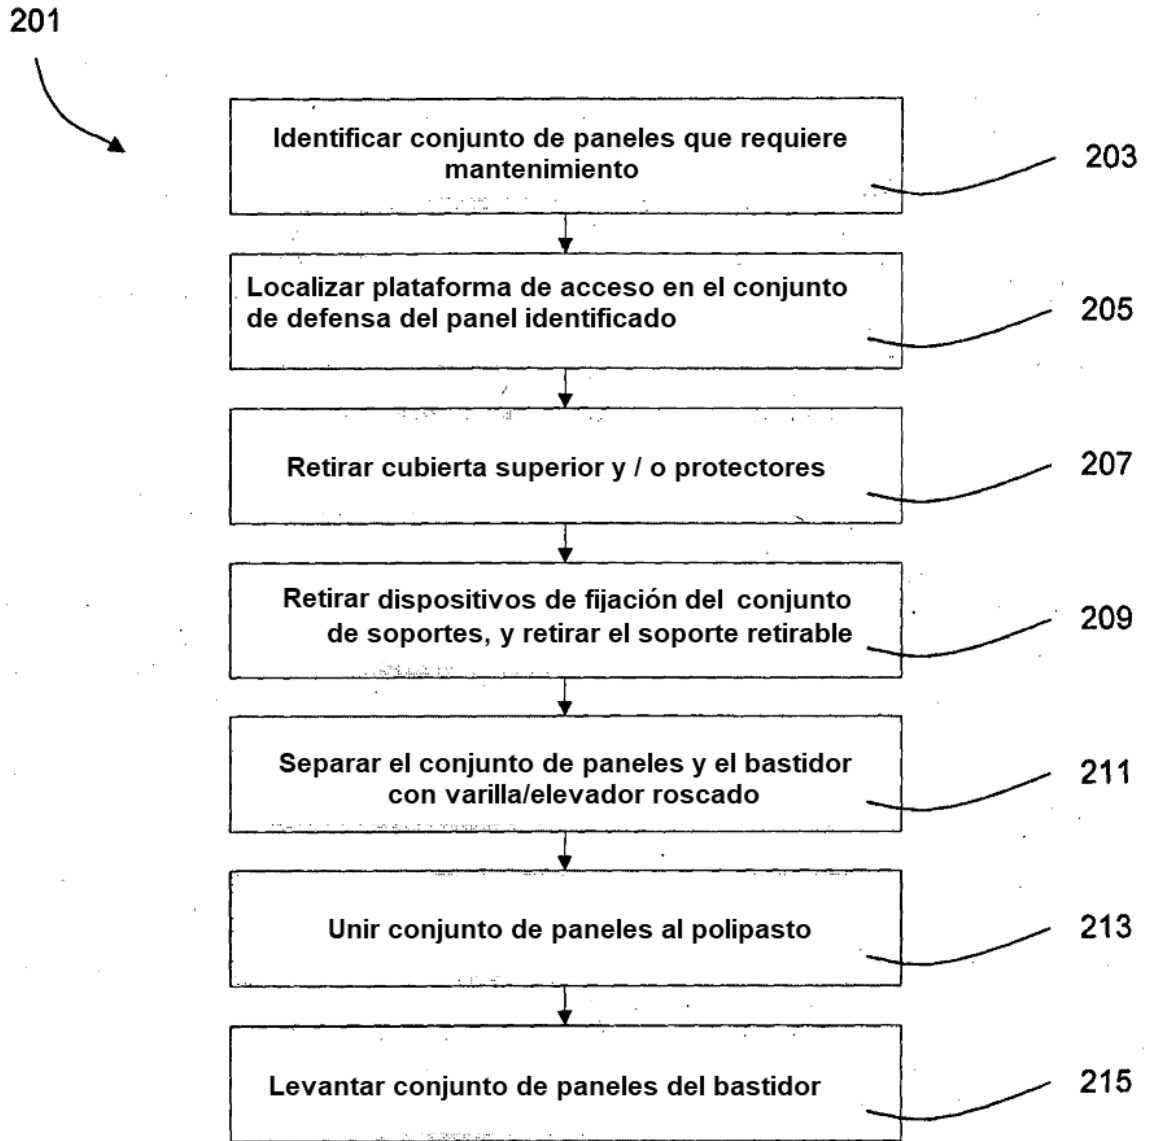 201
Identificar conjunto de paneles que requiere
mantenimiento
203
Localizar plataforma de acceso en el conjunto
de defensa del panel identificado
205
Retirar cubierta superior y / o protectores
207
Retirar dispositivos de fijación del conjunto
de soportes, y retirar el soporte retirable
209
Separar el conjunto de paneles y el bastidor
con varilla/elevador roscado
211
Unir conjunto de paneles al polipasto
213
Levantar conjunto de paneles del bastidor
215